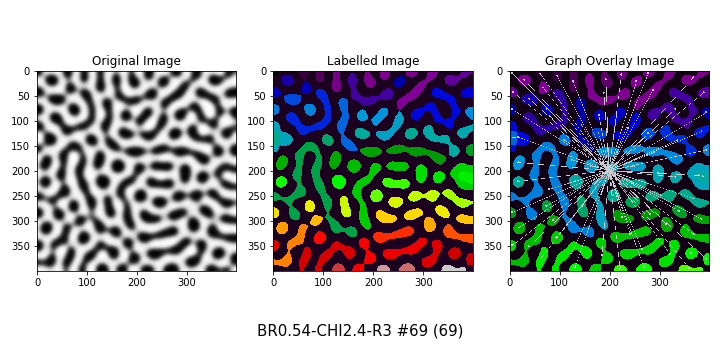 Original Image Labelled Image Graph Overlay Image
0 0 0
50 50 50
100 100 100
150 150 150
200 200 200
250 250 250
300 300 300
350 350 350
0 100 200 300 0 100 200 300 0 100 200 300
BR0.54-CHI2.4-R3 #69 (69)